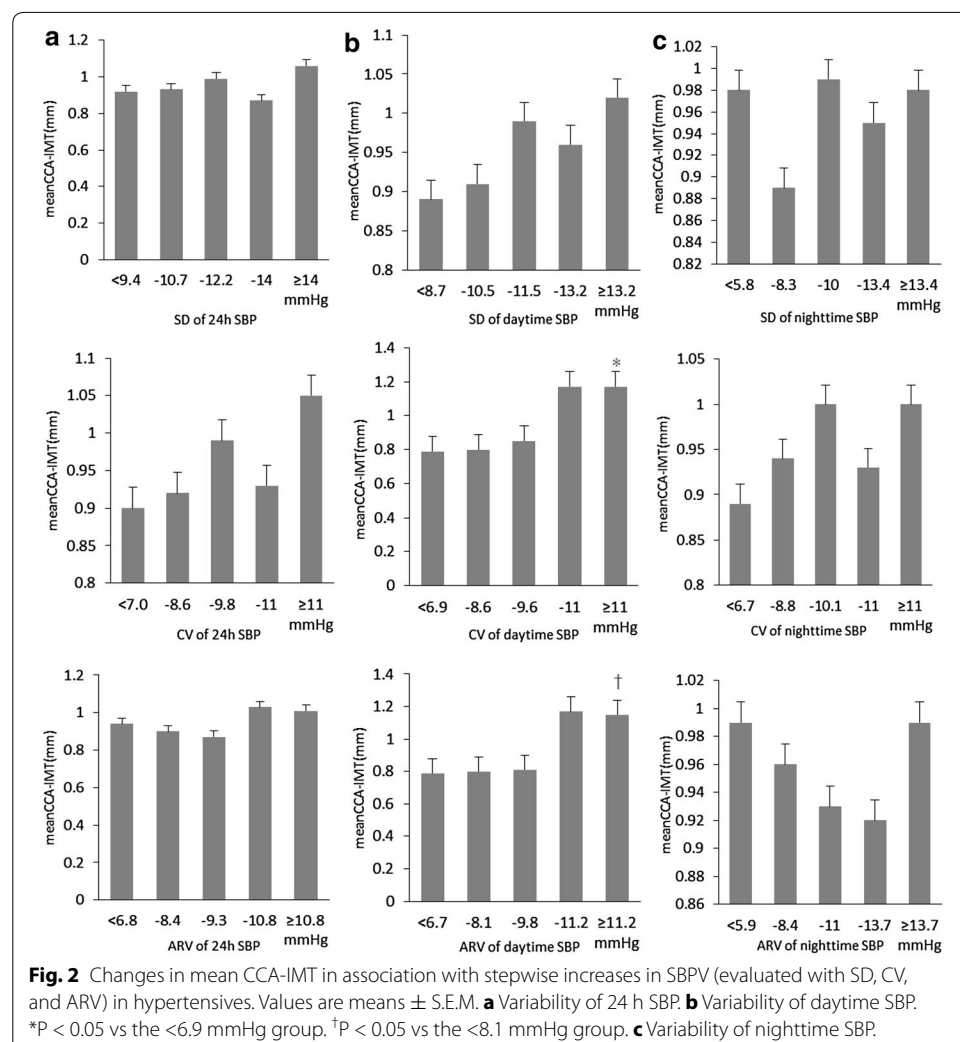 a
b
c
1.2
1
0.8
0.6
0.4
0.2
0
meanCCA-IMT(mm)
<9.4 -10.7 -12.2 -14 ≥14
mmHg
SD of 24h SBP
1.1
1.05
1
0.95
0.9
0.85
0.8
meanCCA-IMT(mm)
<8.7 -10.5 -11.5 -13.2 ≥13.2
mmHg
SD of daytime SBP
1.02
1
0.98
0.96
0.94
0.92
0.9
0.88
0.86
0.84
0.82
meanCCA-IMT(mm)
<5.8 -8.3 -10 -13.4 ≥13.4
mmHg
SD of nighttime SBP
1.1
1.05
1
0.95
0.9
0.85
0.8
meanCCA-IMT(mm)
<7.0 -8.6 -9.8 -11 ≥11
mmHg
CV of 24h SBP
1.4
1.2
1
0.8
0.6
0.4
0.2
0
meanCCA-IMT(mm)
*
<6.9 -8.6 -9.6 -11 ≥11
mmHg
CV of daytime SBP
1.05
1
0.95
0.9
0.85
0.8
meanCCA-IMT(mm)
<6.7 -8.8 -10.1 -11 ≥11
mmHg
CV of nighttime SBP
1.2
1
0.8
0.6
0.4
0.2
0
meanCCA-IMT(mm)
<6.8 -8.4 -9.3 -10.8 ≥10.8
mmHg
ARV of 24h SBP
1.4
1.2
1
0.8
0.6
0.4
0.2
0
meanCCA-IMT(mm)
†
<6.7 -8.1 -9.8 -11.2 ≥11.2
mmHg
ARV of daytime SBP
1.02
1
0.98
0.96
0.94
0.92
0.9
0.88
0.86
meanCCA-IMT(mm)
<5.9 -8.4 -11 -13.7 ≥13.7
mmHg
ARV of nighttime SBP
Fig. 2 Changes in mean CCA-IMT in association with stepwise increases in SBPV (evaluated with SD, CV,
and ARV) in hypertensives. Values are means ± S.E.M. a Variability of 24 h SBP. b Variability of daytime SBP.
*P < 0.05 vs the <6.9 mmHg group. †P < 0.05 vs the <8.1 mmHg group. c Variability of nighttime SBP.